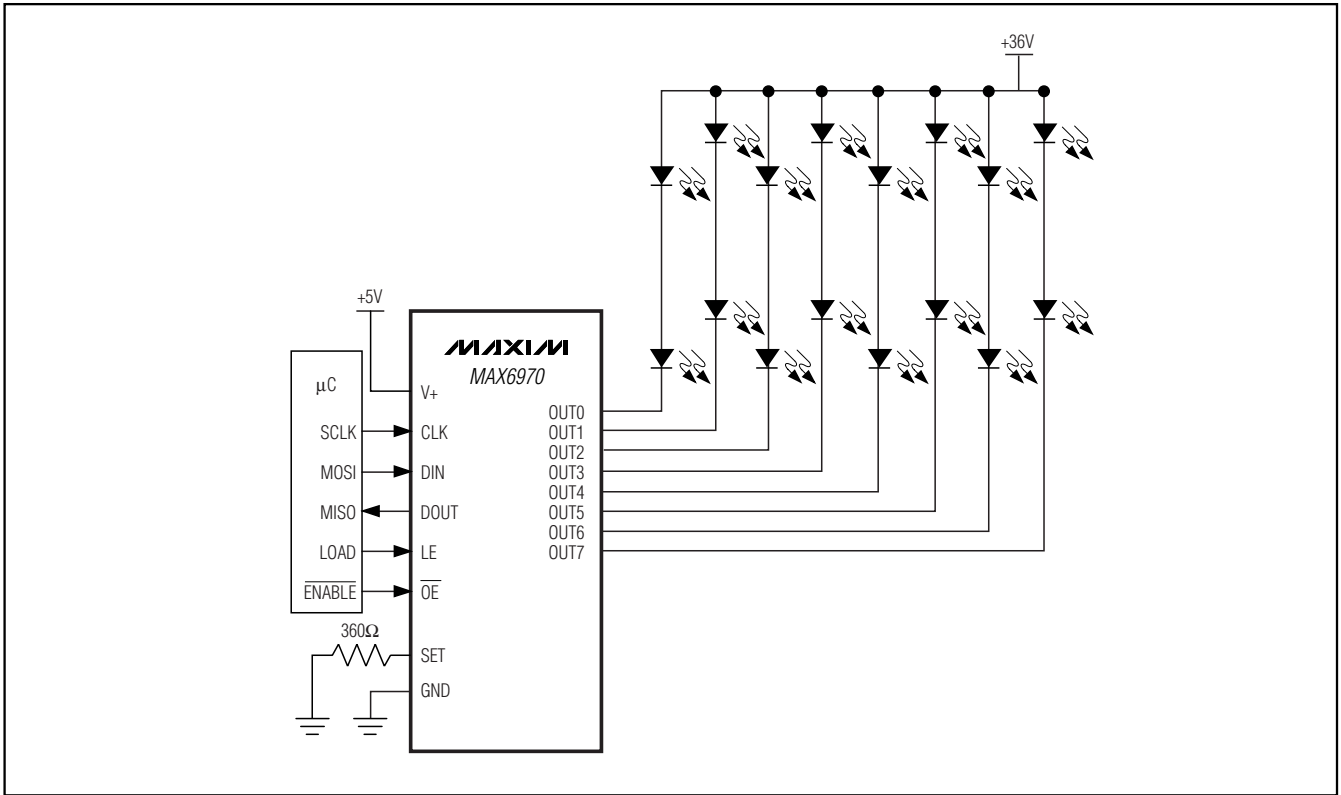 +36V
+5V
MAXIM
MAX6970
µC
V+
SCLK
CLK
MOSI
DIN
MISO
DOUT
LOAD
LE
ENABLE
OE
360Ω
SET
GND
OUT0
OUT1
OUT2
OUT3
OUT4
OUT5
OUT6
OUT7